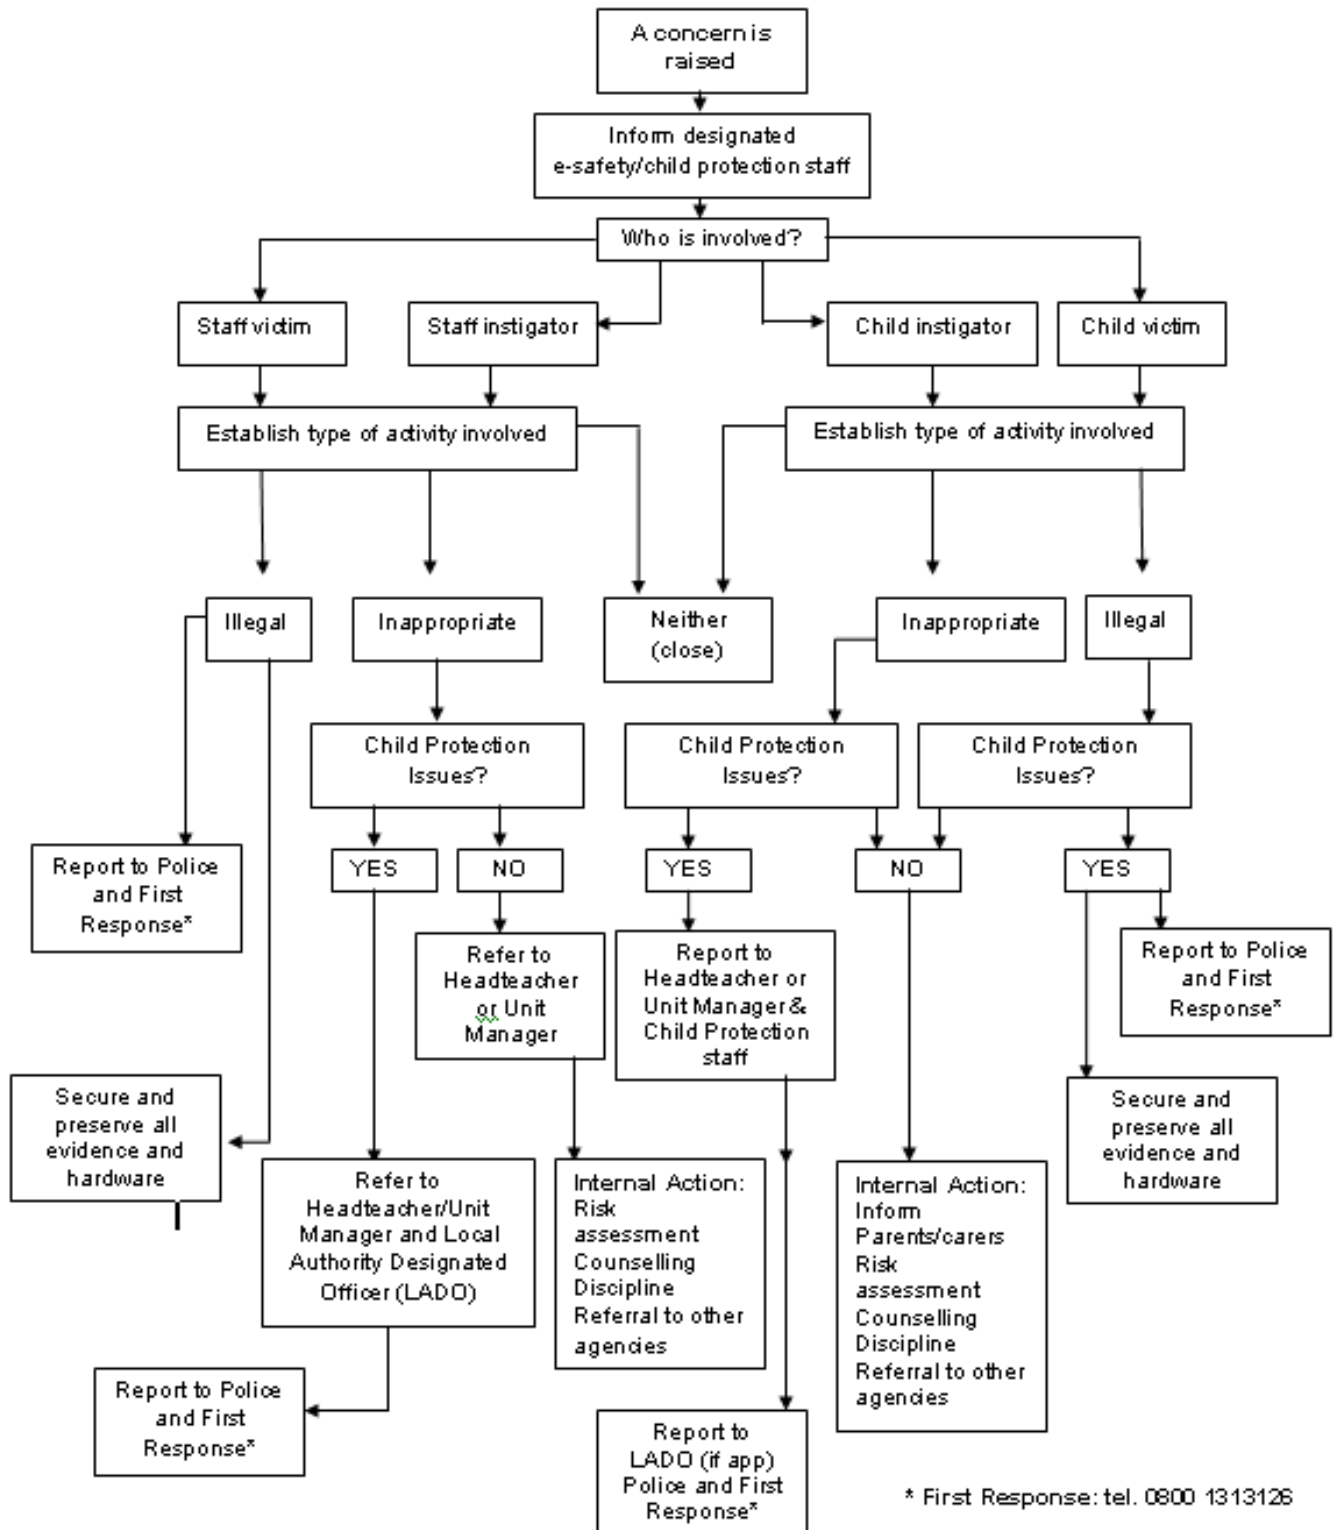 A concern is
raised
Inform designated
e-safety/child protection staff
Who is involved?
Staff victim
Staff instigator
Child instigator
Child victim
Establish type of activity involved
Establish type of activity involved
Illegal
Inappropriate
Neither
(close)
Inappropriate
Illegal
Child Protection
Issues?
Child Protection
Issues?
Child Protection
Issues?
YES
NO
YES
NO
YES
Report to Police
and First
Response*
Refer to
Headteacher
or Unit
Manager
Report to
Headteacher or
Unit Manager &
Child Protection
staff
Report to Police
and First
Response*
Secure and
preserve all
evidence and
hardware
Secure and
preserve all
evidence and
hardware
Refer to
Headteacher/Unit
Manager and Local
Authority Designated
Officer (LADO)
Internal Action:
Risk
assessment
Counselling
Discipline
Referral to other
agencies
Internal Action:
Inform
Parents/carers
Risk
assessment
Counselling
Discipline
Referral to other
agencies
Report to Police
and First
Response*
Report to
LADO (if app)
Police and First
Response*
* First Response: tel. 0800 1313126